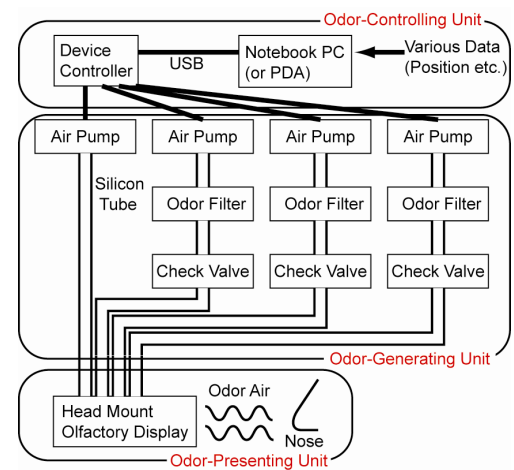 Odor-Controlling Unit
Device
Controller
USB
Notebook PC
(or PDA)
Various Data
(Position etc.)
Air Pump
Air Pump
Air Pump
Air Pump
Silicon
Tube
Odor Filter
Odor Filter
Odor Filter
Check Valve
Check Valve
Check Valve
Odor-Generating Unit
Head Mount
Olfactory Display
Odor Air
Nose
Odor-Presenting Unit